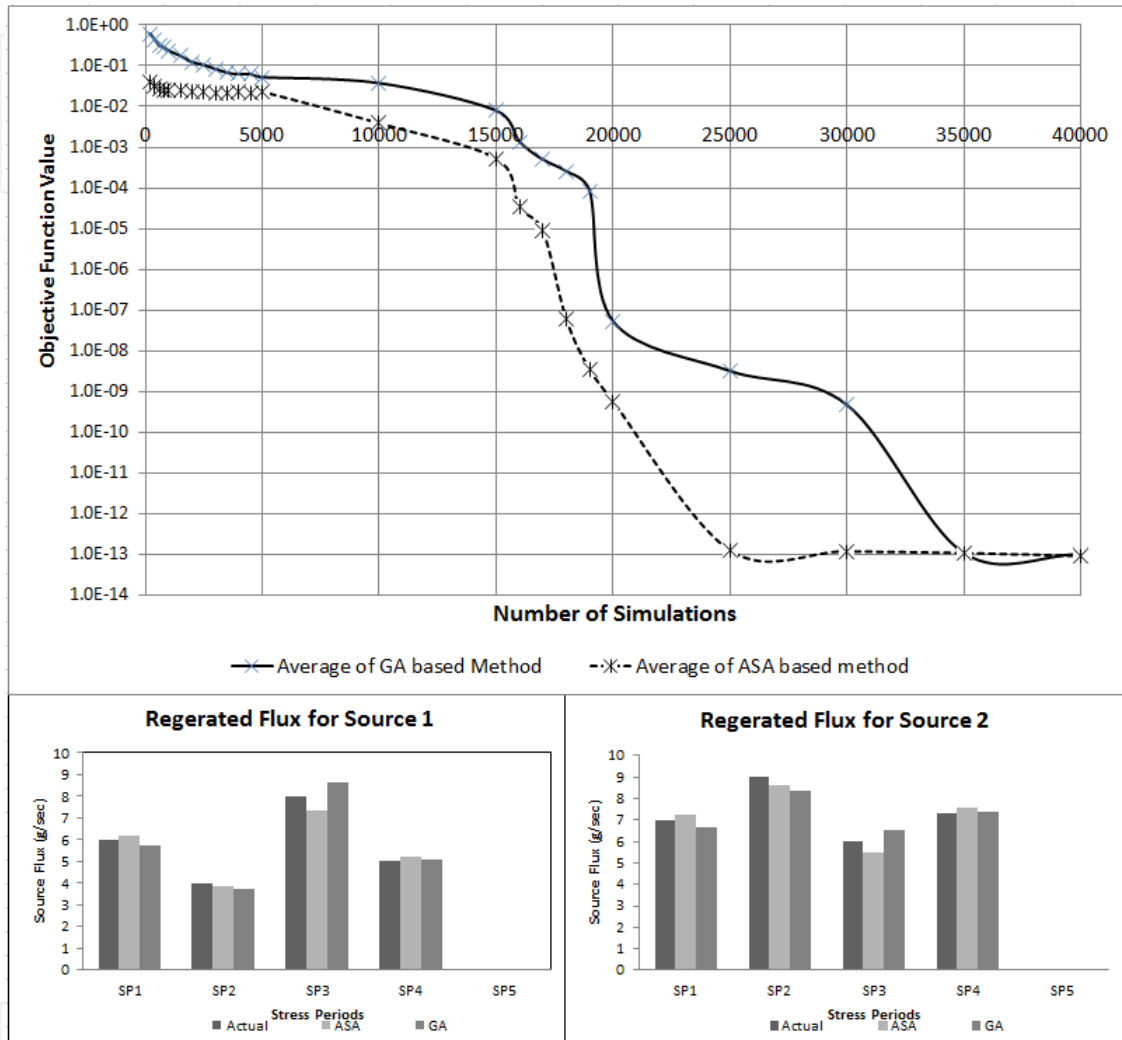 1.0E+00
1.0E-01
1.0E-02
0 5000 10000 15000 20000 25000 30000 35000 40000
1.0E-03
1.0E-04
1.0E-05
1.0E-06
1.0E-07
1.0E-08
1.0E-09
1.0E-10
1.0E-11
1.0E-12
1.0E-13
1.0E-14
Objective Function Value
Number of Simulations
Average of GA based Method Average of ASA based method
Regerated Flux for Source 1
10
9
8
7
6
5
4
3
2
1
0
Source Flux (g/sec)
SP1 SP2 SP3 SP4 SP5
Stress Periods
Actual ASA GA
Regerated Flux for Source 2
10
9
8
7
6
5
4
3
2
1
0
Source Flux (g/sec)
SP1 SP2 SP3 SP4 SP5
Stress Periods
Actual ASA GA